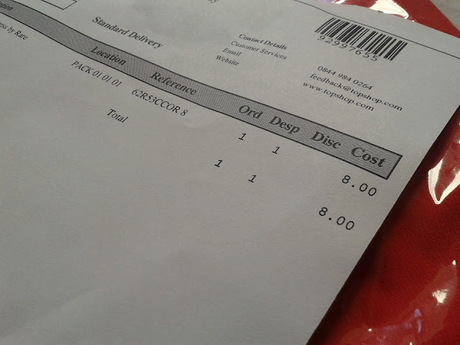 92997635
Contact Details
Customer Services 0844 984 0264
Email feedback@topshop.com
Website www.topshop.com
Standard Delivery
Location Reference Ord Desp Disc Cost
PACK 01 01 01 62R53CCOR 8 1 1 8.00
Total 1 1 8.00